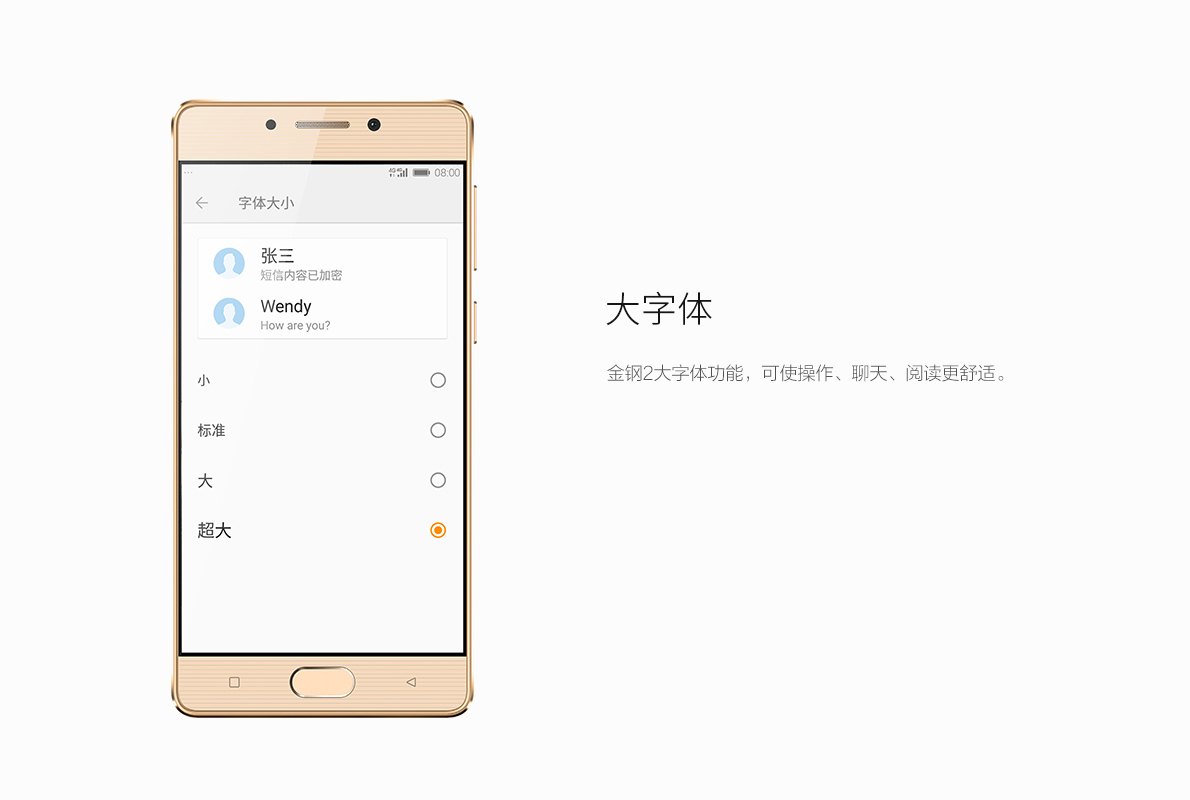 08:00
字体大小
张三
短信内容已加密
Wendy
How are you?
小
标准
大
超大
大字体
金钢2大字体功能，可使操作、聊天、阅读更舒适。